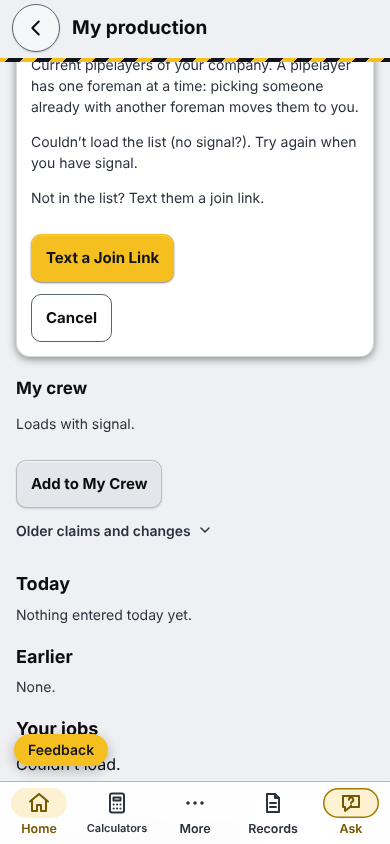 My production
Current pipelayers of your company. A pipelayer
has one foreman at a time: picking someone
already with another foreman moves them to you.
Couldn’t load the list (no signal?). Try again when
you have signal.
Not in the list? Text them a join link.
Text a Join Link
Cancel
My crew
Loads with signal.
Add to My Crew
Older claims and changes
Today
Nothing entered today yet.
Earlier
None.
Your jobs
Couldn’t load.
Feedback
Home
Calculators
More
Records
Ask